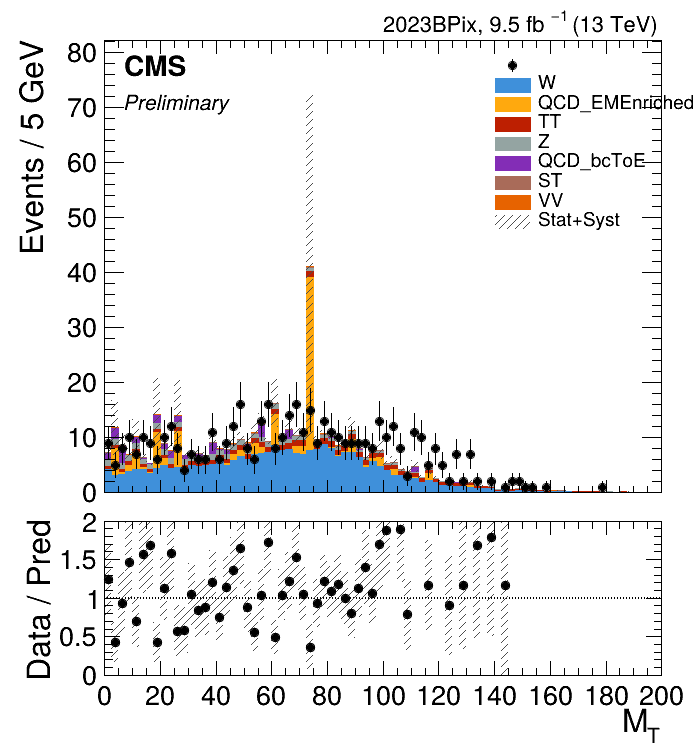 2023BPix, 9.5 fb⁻¹ (13 TeV)
CMS
Preliminary
Events / 5 GeV
80
70
60
50
40
30
20
10
0
W
QCD_EMEnriched
TT
Z
QCD_bcToE
ST
VV
Stat+Syst
Data / Pred
2
1.5
1
0.5
0
0 20 40 60 80 100 120 140 160 180 200
M_T